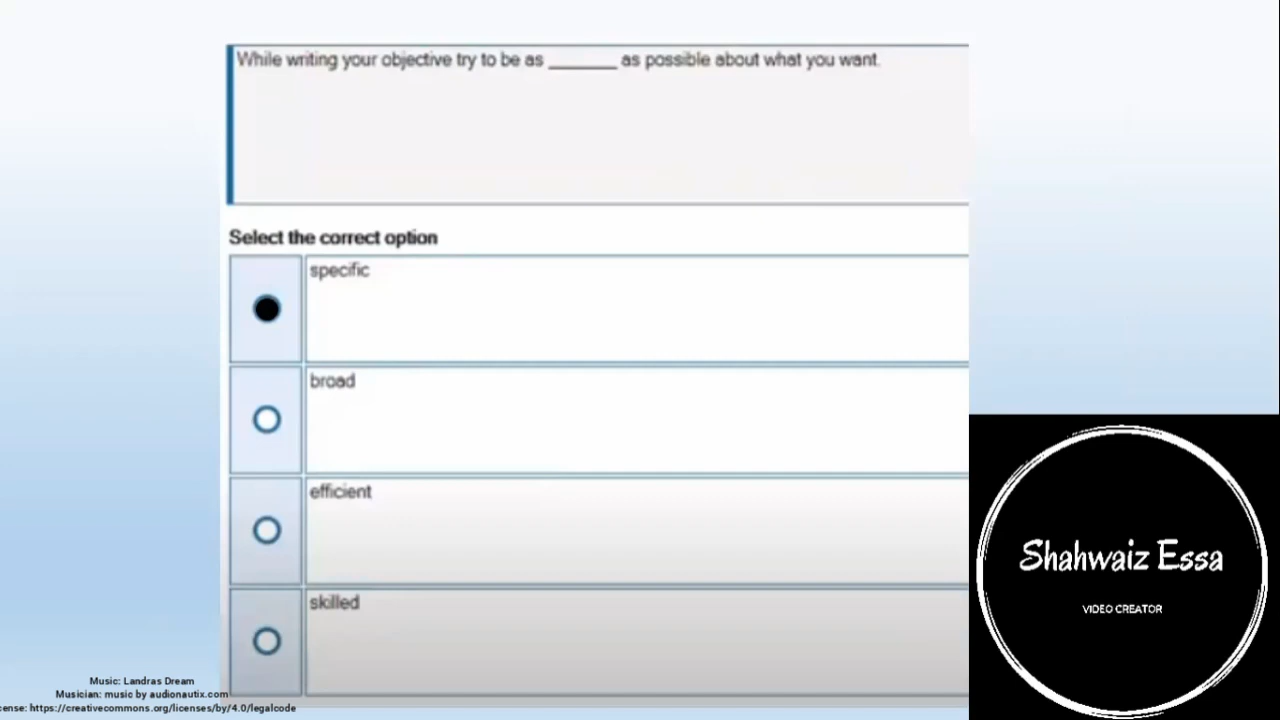 While writing your objective try to be as _______ as possible about what you want.
Select the correct option
specific
broad
efficient
skilled
Shahwaiz Essa
VIDEO CREATOR
Music: Landras Dream
Musician: music by audionautix.com
cense: https://creativecommons.org/licenses/by/4.0/legalcode